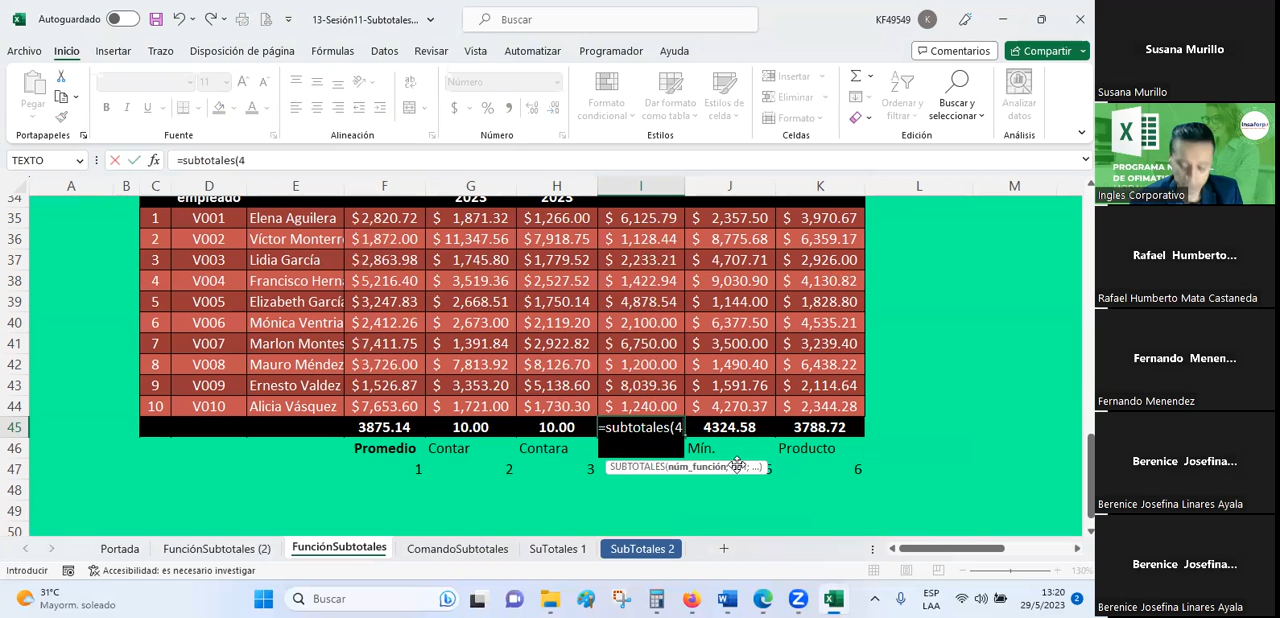 Autoguardado
13-Sesión11-Subtotales...
Buscar
KF49549
K
Archivo Inicio Insertar Trazo Disposición de página Fórmulas Datos Revisar Vista Automatizar Programador Ayuda
Comentarios
Compartir
Pegar
11
Número
Formato condicional
Dar formato como tabla
Estilos de celda
Insertar
Eliminar
Formato
Ordenar y filtrar
Buscar y seleccionar
Analizar datos
Portapapeles Fuente Alineación Número Estilos Celdas Edición Análisis
TEXTO
fx
=subtotales(4
A B C D E F G H I J K L M
34 empleado 2023 2023
35 1 V001 Elena Aguilera $2,820.72 $ 1,871.32 $1,266.00 $ 6,125.79 $ 2,357.50 $ 3,970.67
36 2 V002 Víctor Monterr $1,872.00 $ 11,347.56 $7,918.75 $ 1,128.44 $ 8,775.68 $ 6,359.17
37 3 V003 Lidia García $2,863.98 $ 1,745.80 $1,779.52 $ 2,233.21 $ 4,707.71 $ 2,926.00
38 4 V004 Francisco Hern $5,216.40 $ 3,519.36 $2,527.52 $ 1,422.94 $ 9,030.90 $ 4,130.82
39 5 V005 Elizabeth Garcí $3,247.83 $ 2,668.51 $1,750.14 $ 4,878.54 $ 1,144.00 $ 1,828.80
40 6 V006 Mónica Ventria $2,412.26 $ 2,673.00 $2,119.20 $ 2,100.00 $ 6,377.50 $ 4,535.21
41 7 V007 Marlon Montes $7,411.75 $ 1,391.84 $2,922.82 $ 6,750.00 $ 3,500.00 $ 3,239.40
42 8 V008 Mauro Méndez $3,726.00 $ 7,813.92 $8,126.70 $ 1,200.00 $ 1,490.40 $ 6,438.22
43 9 V009 Ernesto Valdez $1,526.87 $ 3,353.20 $5,138.60 $ 8,039.36 $ 1,591.76 $ 2,114.64
44 10 V010 Alicia Vásquez $7,653.60 $ 1,721.00 $1,730.30 $ 1,240.00 $ 4,270.37 $ 2,344.28
45 3875.14 10.00 10.00 =subtotales(4 4324.58 3788.72
46 Promedio Contar Contara Mín. Producto
SUBTOTALES(núm_función; ...)
47 1 2 3 5 6
48
49
50
Portada FunciónSubtotales (2) FunciónSubtotales ComandoSubtotales SuTotales 1 SubTotales 2
Introducir
Accesibilidad: es necesario investigar
130%
31°C
Mayorm. soleado
Buscar
ESP
LAA
13:20
29/5/2023
2
Susana Murillo
Susana Murillo
PROGRAMA N
DE OFIMATI
Insaforp
Ingles Corporativo
Rafael Humberto...
Rafael Humberto Mata Castaneda
Fernando Menen...
Fernando Menendez
Berenice Josefina...
Berenice Josefina Linares Ayala
Berenice Josefina...
Berenice Josefina Linares Ayala